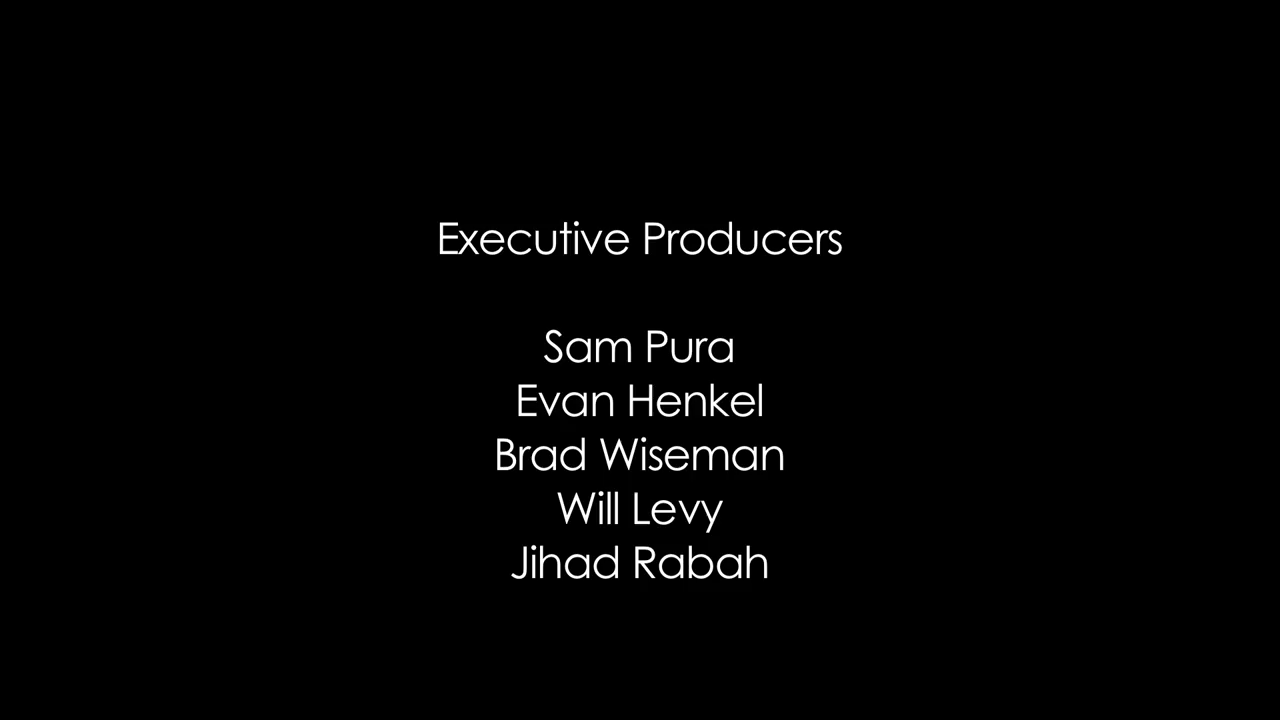 Executive Producers
Sam Pura
Evan Henkel
Brad Wiseman
Will Levy
Jihad Rabah